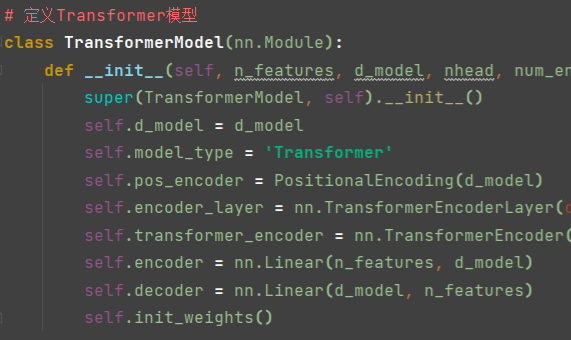 # 定义Transformer模型
class TransformerModel(nn.Module):
def __init__(self, n_features, d_model, nhead, num_en
super(TransformerModel, self).__init__()
self.d_model = d_model
self.model_type = 'Transformer'
self.pos_encoder = PositionalEncoding(d_model)
self.encoder_layer = nn.TransformerEncoderLayer(
self.transformer_encoder = nn.TransformerEncoder(
self.encoder = nn.Linear(n_features, d_model)
self.decoder = nn.Linear(d_model, n_features)
self.init_weights()